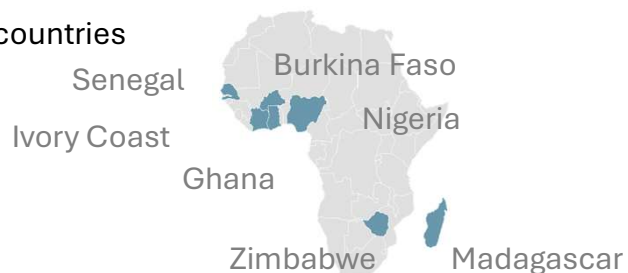 countries
Burkina Faso
Senegal
Nigeria
Ivory Coast
Ghana
Zimbabwe
Madagascar